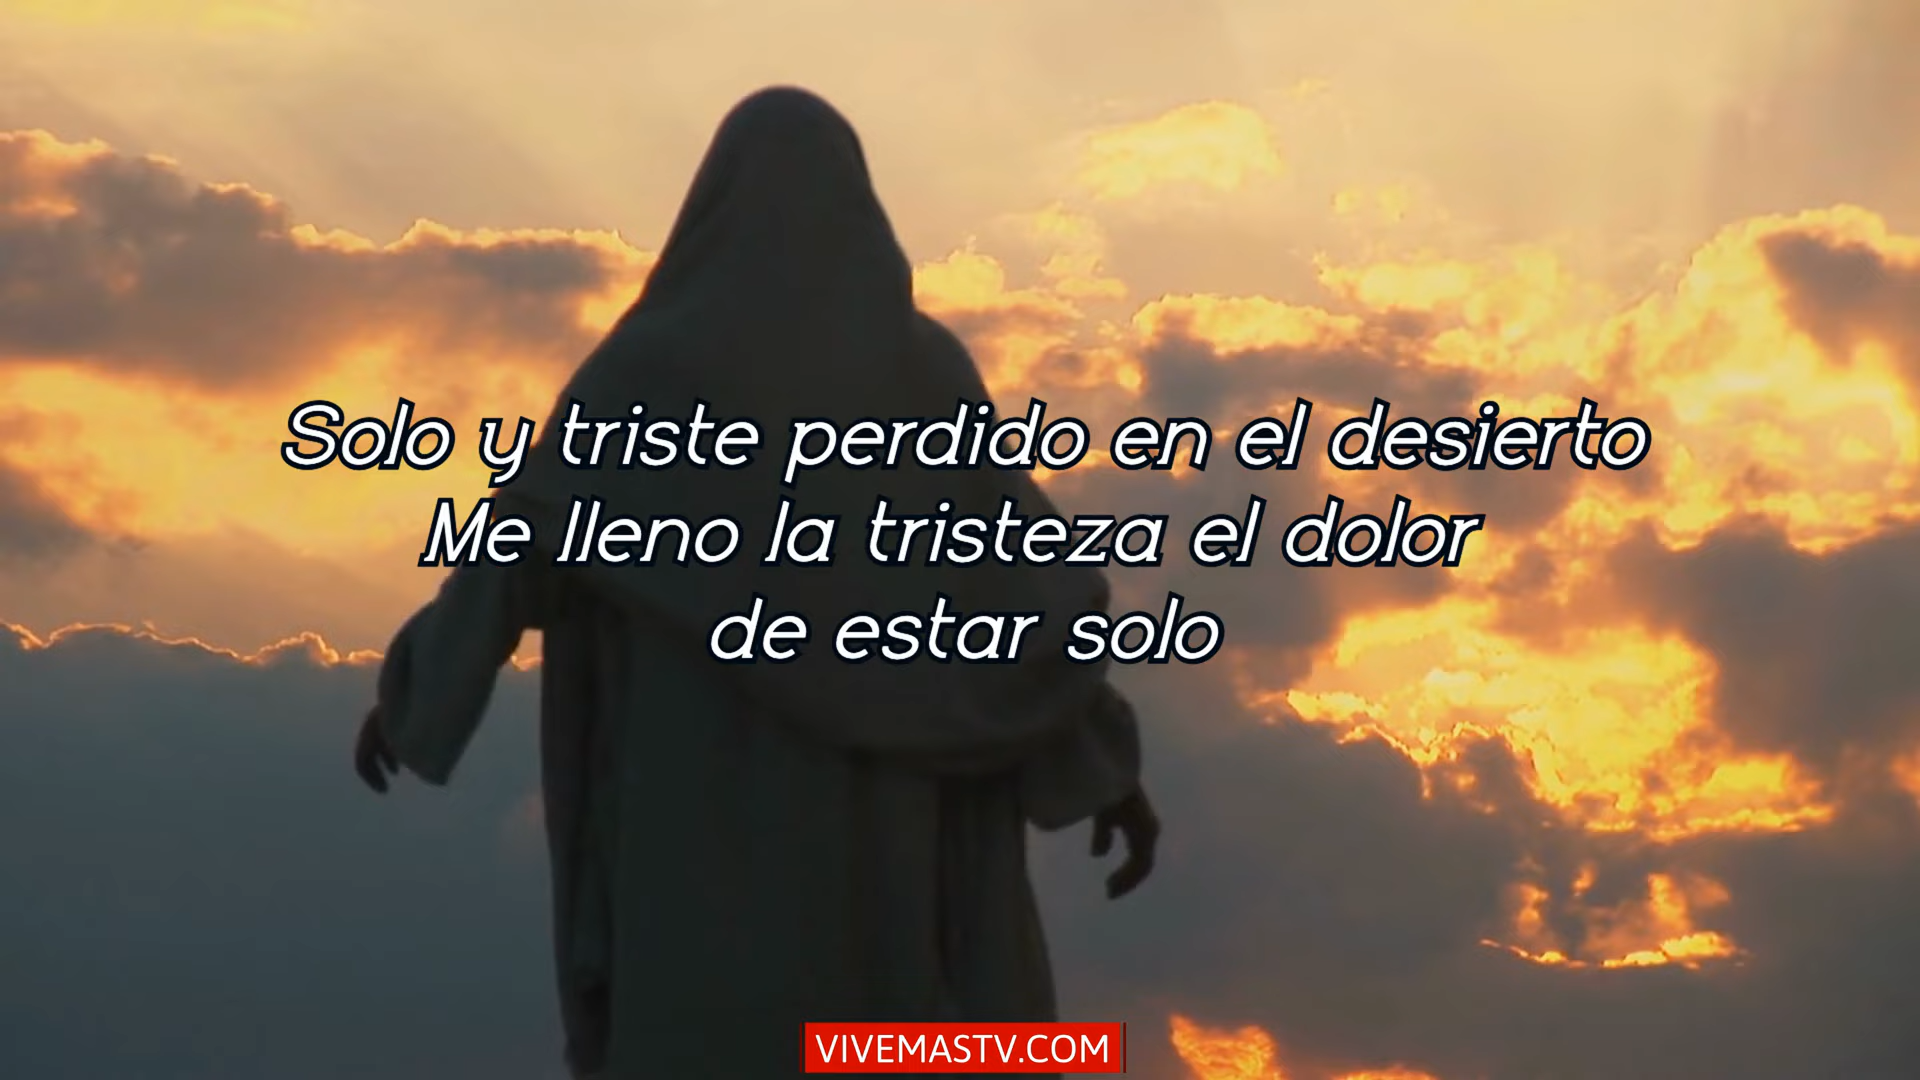 Solo y triste perdido en el desierto
Me lleno la tristeza el dolor
de estar solo
VIVEMASTV.COM